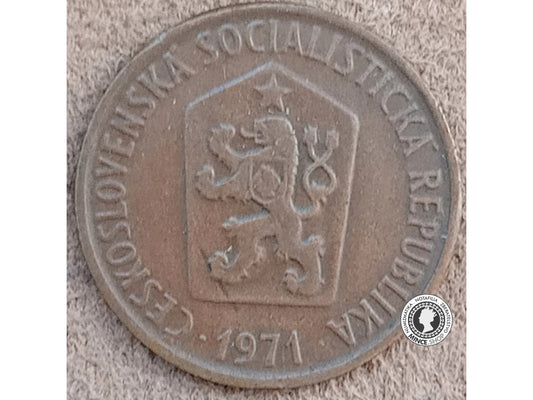 ČESKOSLOVENSKÁ SOCIALISTICKÁ REPUBLIKA
· 1971 ·